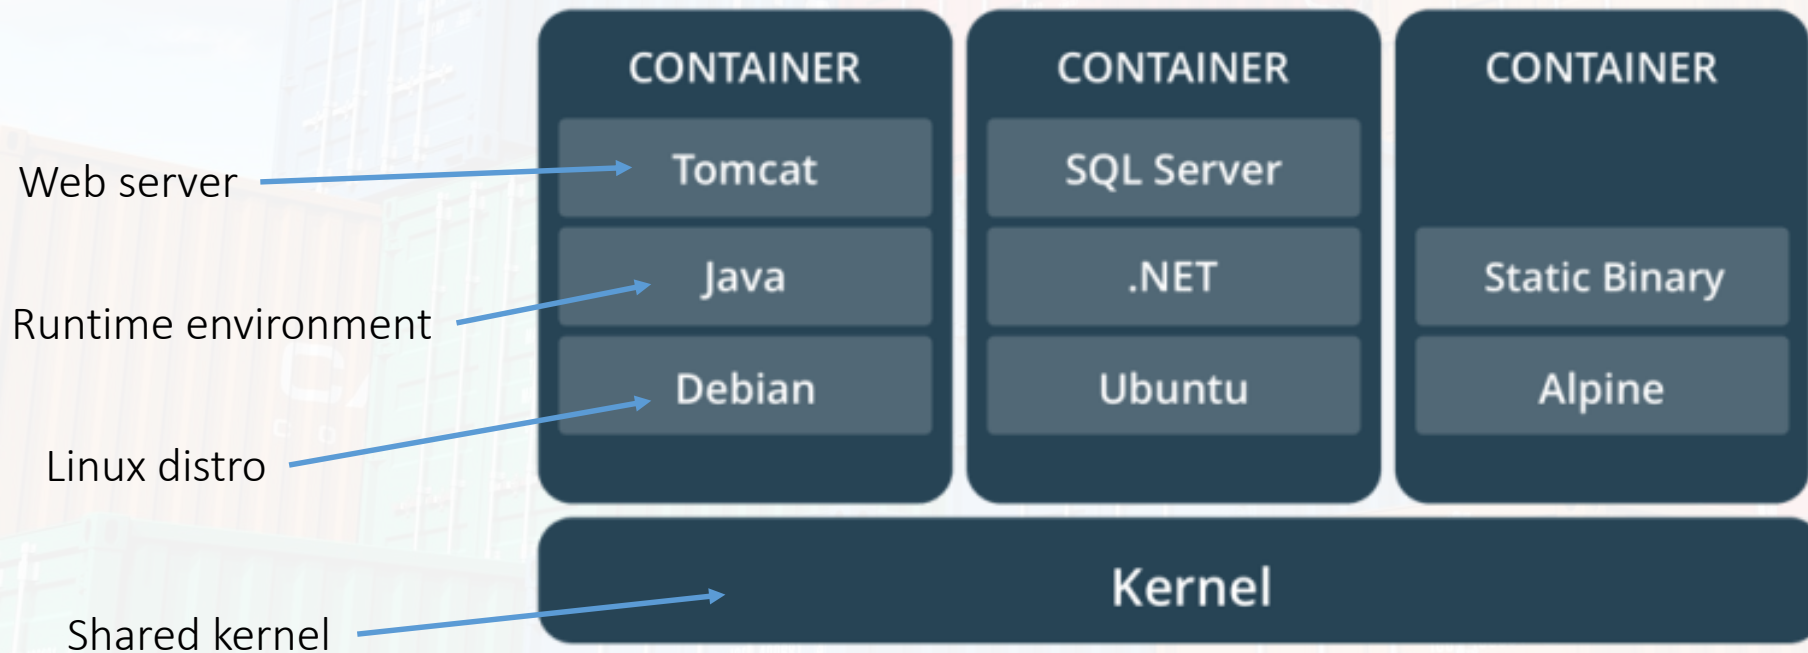 CONTAINER
CONTAINER
CONTAINER
Web server
Tomcat
SQL Server
Runtime environment
Java
.NET
Static Binary
Linux distro
Debian
Ubuntu
Alpine
Shared kernel
Kernel